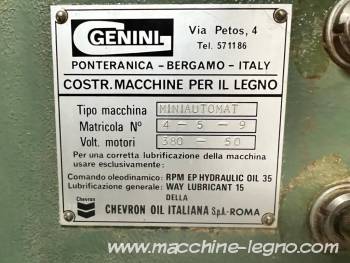 GENINI
Via Petos, 4
Tel. 571186
PONTERANICA - BERGAMO - ITALY
COSTR. MACCHINE PER IL LEGNO
Tipo macchina MINIAUTOMAT
Matricola N° 4-5-9
Volt. motori 380 - 50
Per una corretta lubrificazione della macchina
usare esclusivamente:
Comando oleodinamico: RPM EP HYDRAULIC OIL 35
Lubrificazione generale: WAY LUBRICANT 15
DELLA
Chevron
CHEVRON OIL ITALIANA S.p.A-ROMA
www.macchine-legno.com